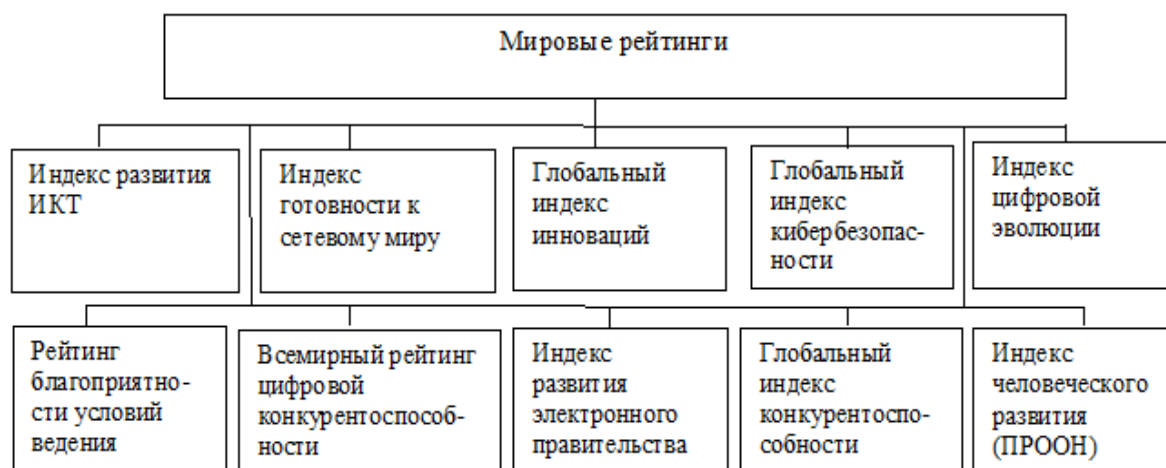 Мировые рейтинги
Индекс развития
ИКТ
Индекс
готовности к
сетевому миру
Глобальный
индекс
инноваций
Глобальный
индекс
кибербезопас-
ности
Индекс
цифровой
эволюции
Рейтинг
благоприятно-
сти условий
ведения
Всемирный рейтинг
цифровой
конкурентоспособ-
ности
Индекс
развития
электронного
правительства
Глобальный
индекс
конкурентоспо-
собности
Индекс
человеческого
развития
(ПРООН)